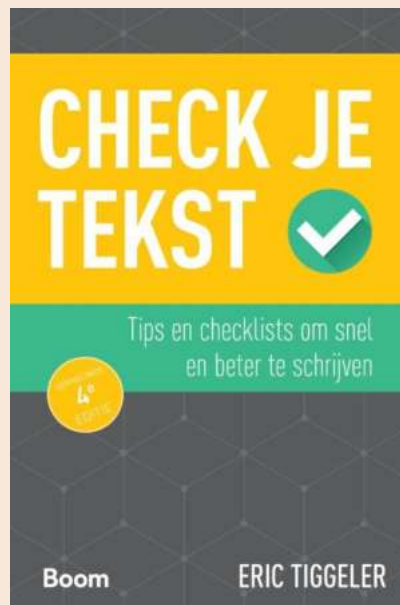 CHECK JE
TEKST
Tips en checklists om snel
en beter te schrijven
4e
EDITIE
Boom
ERIC TIGGELER